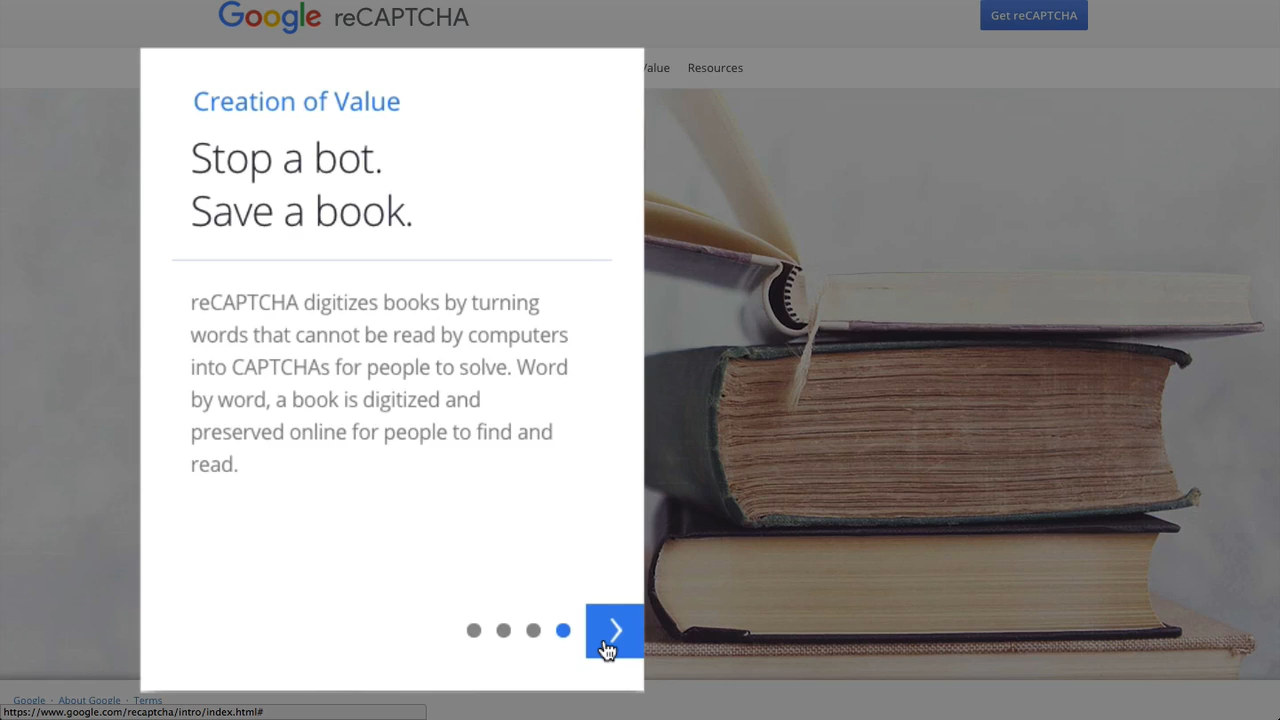 Google reCAPTCHA
Get reCAPTCHA
Value Resources
Creation of Value
Stop a bot.
Save a book.
reCAPTCHA digitizes books by turning
words that cannot be read by computers
into CAPTCHAs for people to solve. Word
by word, a book is digitized and
preserved online for people to find and
read.
Google · About Google · Terms
https://www.google.com/recaptcha/intro/index.html#